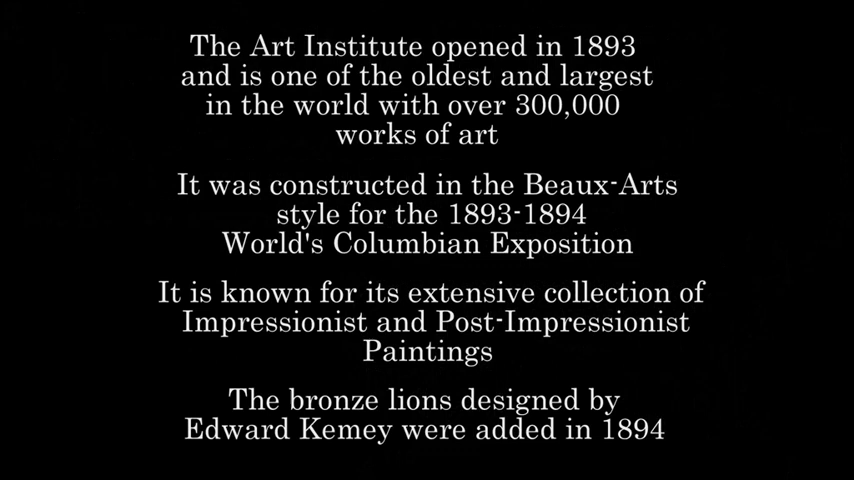 The Art Institute opened in 1893
and is one of the oldest and largest
in the world with over 300,000
works of art
It was constructed in the Beaux-Arts
style for the 1893-1894
World's Columbian Exposition
It is known for its extensive collection of
Impressionist and Post-Impressionist
Paintings
The bronze lions designed by
Edward Kemey were added in 1894